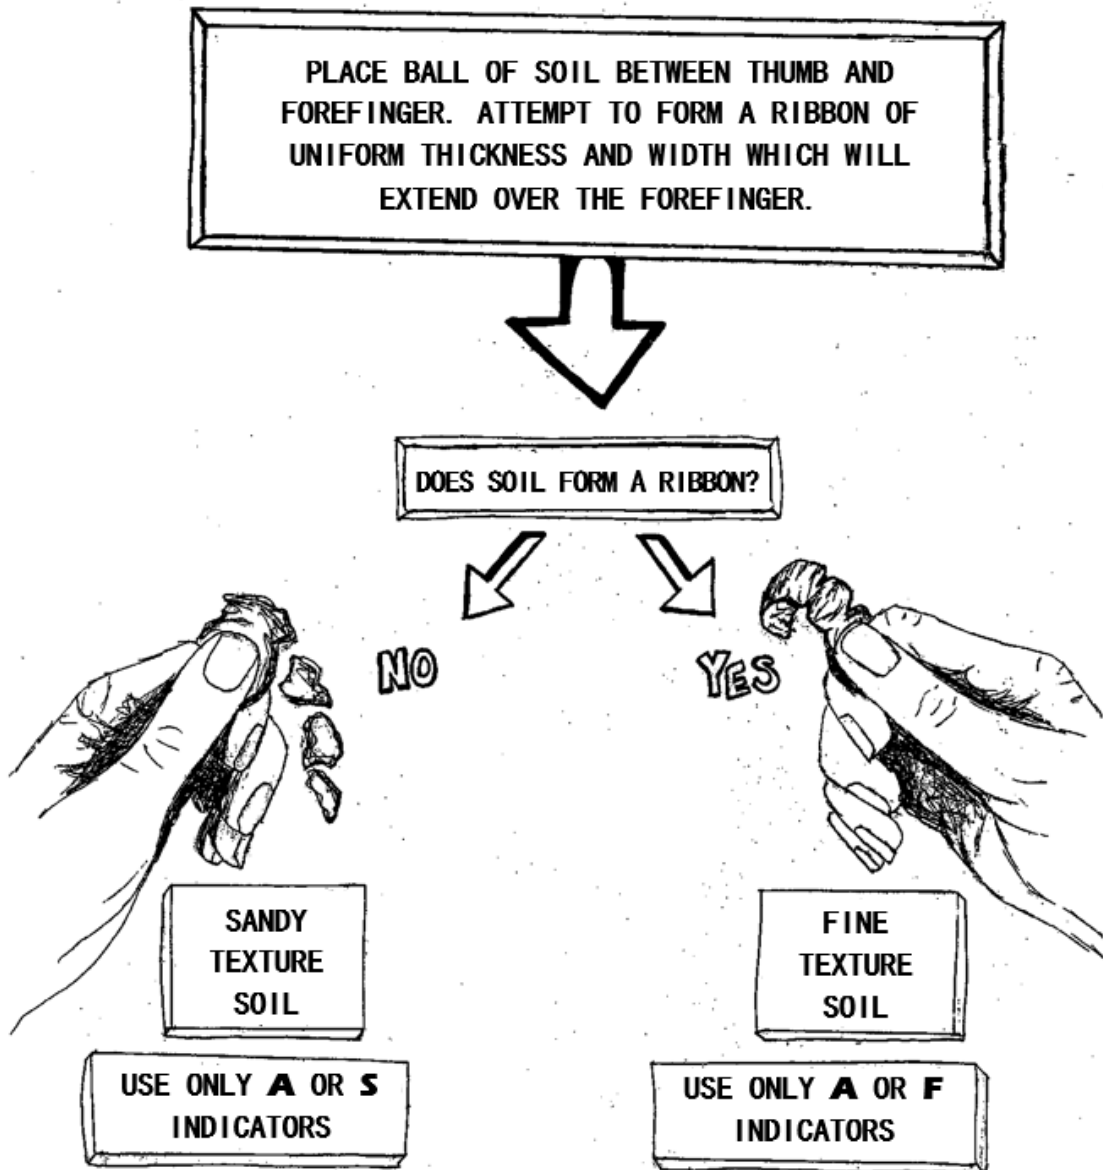 PLACE BALL OF SOIL BETWEEN THUMB AND
FOREFINGER. ATTEMPT TO FORM A RIBBON OF
UNIFORM THICKNESS AND WIDTH WHICH WILL
EXTEND OVER THE FOREFINGER.
DOES SOIL FORM A RIBBON?
NO
YES
SANDY
TEXTURE
SOIL
FINE
TEXTURE
SOIL
USE ONLY A OR S
INDICATORS
USE ONLY A OR F
INDICATORS